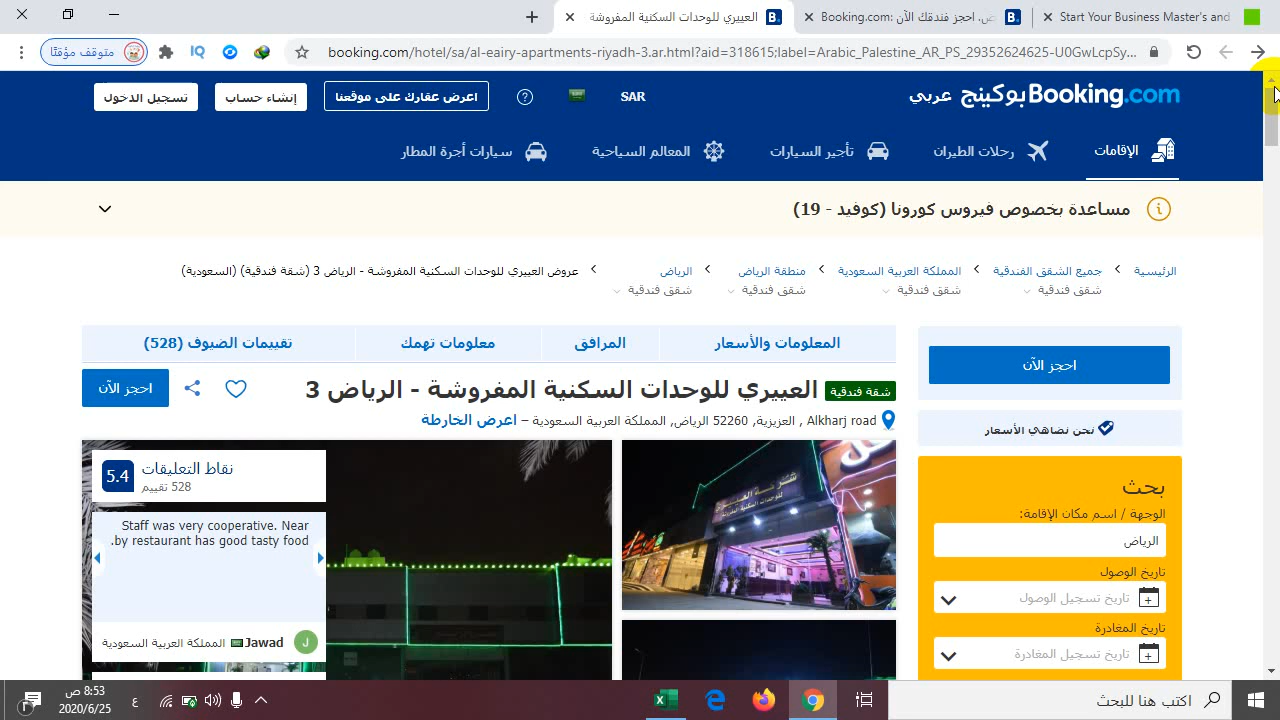 العييري للوحدات السكنية المفروشة
Booking.com: ض. احجز فندقك الآن
Start Your Business Master's and
متوقف مؤقتًا
booking.com/hotel/sa/al-eairy-apartments-riyadh-3.ar.html?aid=318615;label=Arabic_Palestine_AR_PS_29352624625-U0GwLcpSy...
Booking.com بوكينج عربي
SAR
اعرض عقارك على موقعنا
إنشاء حساب
تسجيل الدخول
الإقامات
رحلات الطيران
تأجير السيارات
المعالم السياحية
سيارات أجرة المطار
مساعدة بخصوص فيروس كورونا (كوفيد - 19)
الرئيسية
جميع الشقق الفندقية
المملكة العربية السعودية
منطقة الرياض
الرياض
عروض العييري للوحدات السكنية المفروشة - الرياض 3 (شقة فندقية) (السعودية)
شقق فندقية
شقق فندقية
شقق فندقية
شقق فندقية
المعلومات والأسعار
المرافق
معلومات تهمك
تقييمات الضيوف (528)
احجز الآن
شقة فندقية
العييري للوحدات السكنية المفروشة - الرياض 3
احجز الآن
Alkharj road , العزيزية, 52260 الرياض, المملكة العربية السعودية – اعرض الخارطة
نحن نضاهي الأسعار
نقاط التعليقات
5.4
528 تقييم
Staff was very cooperative. Near
by restaurant has good tasty food.
J
Jawad
المملكة العربية السعودية
للوحدات السكنية المفروشة
بحث
الوجهة / اسم مكان الإقامة:
الرياض
تاريخ الوصول
تاريخ تسجيل الوصول
تاريخ المغادرة
تاريخ تسجيل المغادرة
اكتب هنا للبحث
ع
8:53 ص
2020/6/25